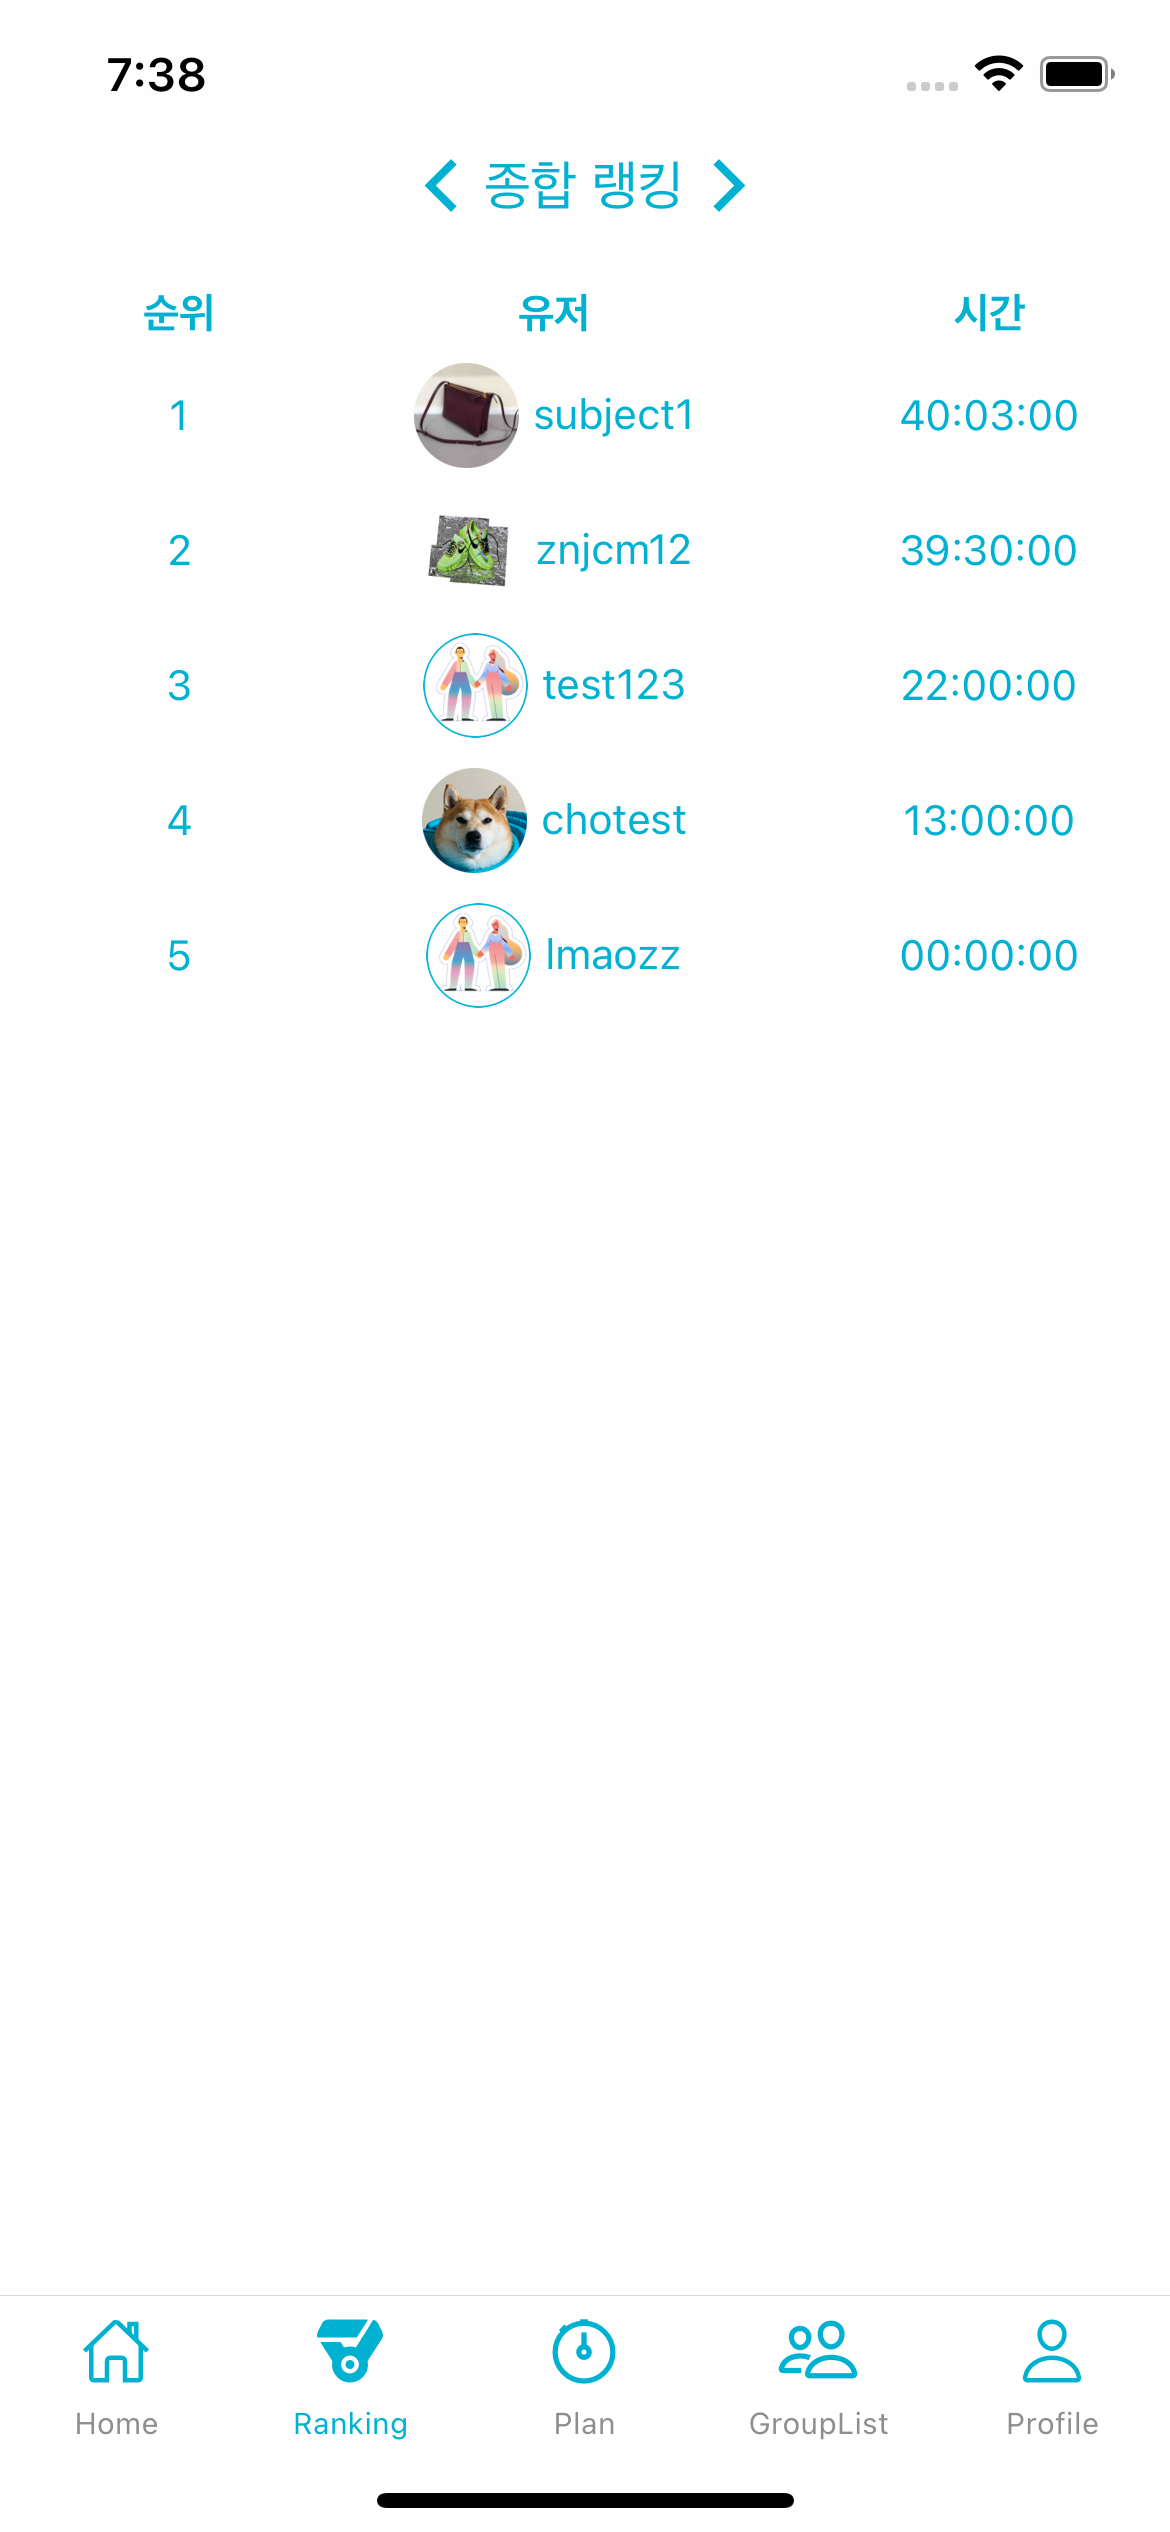 7:38
종합 랭킹
순위 유저 시간
1 subject1 40:03:00
2 znjcm12 39:30:00
3 test123 22:00:00
4 chotest 13:00:00
5 lmaozz 00:00:00
Home Ranking Plan GroupList Profile